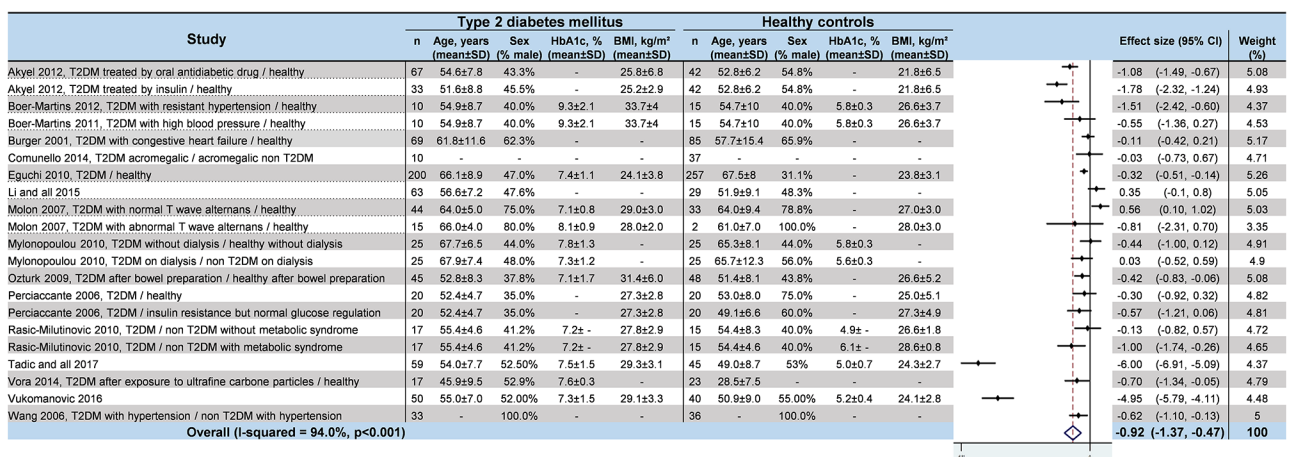 Type 2 diabetes mellitus Healthy controls
Study n Age, years (mean±SD) Sex (% male) HbA1c, % (mean±SD) BMI, kg/m² (mean±SD) n Age, years (mean±SD) Sex (% male) HbA1c, % (mean±SD) BMI, kg/m² (mean±SD) Effect size (95% CI) Weight (%)
Akyel 2012, T2DM treated by oral antidiabetic drug / healthy 67 54.6±7.8 43.3% - 25.8±6.8 42 52.8±6.2 54.8% - 21.8±6.5 -1.08 (-1.49, -0.67) 5.08
Akyel 2012, T2DM treated by insulin / healthy 33 51.6±8.8 45.5% - 25.2±2.9 42 52.8±6.2 54.8% - 21.8±6.5 -1.78 (-2.32, -1.24) 4.93
Boer-Martins 2012, T2DM with resistant hypertension / healthy 10 54.9±8.7 40.0% 9.3±2.1 33.7±4 15 54.7±10 40.0% 5.8±0.3 26.6±3.7 -1.51 (-2.42, -0.60) 4.37
Boer-Martins 2011, T2DM with high blood pressure / healthy 10 54.9±8.7 40.0% 9.3±2.1 33.7±4 15 54.7±10 40.0% 5.8±0.3 26.6±3.7 -0.55 (-1.36, 0.27) 4.53
Burger 2001, T2DM with congestive heart failure / healthy 69 61.8±11.6 62.3% - - 85 57.7±15.4 65.9% - - -0.11 (-0.42, 0.21) 5.17
Comunello 2014, T2DM acromegalic / acromegalic non T2DM 10 - - - - 37 - - - - -0.03 (-0.73, 0.67) 4.71
Eguchi 2010, T2DM / healthy 200 66.1±8.9 47.0% 7.4±1.1 24.1±3.8 257 67.5±8 31.1% - 23.8±3.1 -0.32 (-0.51, -0.14) 5.26
Li and all 2015 63 56.6±7.2 47.6% - - 29 51.9±9.1 48.3% - - 0.35 (-0.1, 0.8) 5.05
Molon 2007, T2DM with normal T wave alternans / healthy 44 64.0±5.0 75.0% 7.1±0.8 29.0±3.0 33 64.0±9.4 78.8% - 27.0±3.0 0.56 (0.10, 1.02) 5.03
Molon 2007, T2DM with abnormal T wave alternans / healthy 15 66.0±4.0 80.0% 8.1±0.9 28.0±2.0 2 61.0±7.0 100.0% - 28.0±3.0 -0.81 (-2.31, 0.70) 3.35
Mylonopoulou 2010, T2DM without dialysis / healthy without dialysis 25 67.7±6.5 44.0% 7.8±1.3 - 25 65.3±8.1 44.0% 5.8±0.3 - -0.44 (-1.00, 0.12) 4.91
Mylonopoulou 2010, T2DM on dialysis / non T2DM on dialysis 25 67.9±7.4 48.0% 7.3±1.2 - 25 65.7±12.3 56.0% 5.6±0.3 - 0.03 (-0.52, 0.59) 4.9
Ozturk 2009, T2DM after bowel preparation / healthy after bowel preparation 45 52.8±8.3 37.8% 7.1±1.7 31.4±6.0 48 51.4±8.1 43.8% - 26.6±5.2 -0.42 (-0.83, -0.06) 5.08
Perciaccante 2006, T2DM / healthy 20 52.4±4.7 35.0% - 27.3±2.8 20 53.0±8.0 75.0% - 25.0±5.1 -0.30 (-0.92, 0.32) 4.82
Perciaccante 2006, T2DM / insulin resistance but normal glucose regulation 20 52.4±4.7 35.0% - 27.3±2.8 20 49.1±6.6 60.0% - 27.3±4.9 -0.57 (-1.21, 0.06) 4.81
Rasic-Milutinovic 2010, T2DM / non T2DM without metabolic syndrome 17 55.4±4.6 41.2% 7.2± - 27.8±2.9 15 54.4±8.3 40.0% 4.9± - 26.6±1.8 -0.13 (-0.82, 0.57) 4.72
Rasic-Milutinovic 2010, T2DM / non T2DM with metabolic syndrome 17 55.4±4.6 41.2% 7.2± - 27.8±2.9 15 54.4±4.6 40.0% 6.1± - 28.6±0.8 -1.00 (-1.74, -0.26) 4.65
Tadic and all 2017 59 54.0±7.7 52.50% 7.5±1.5 29.3±3.1 45 49.0±8.7 53% 5.0±0.7 24.3±2.7 -6.00 (-6.91, -5.09) 4.37
Vora 2014, T2DM after exposure to ultrafine carbone particles / healthy 17 45.9±9.5 52.9% 7.6±0.3 - 23 28.5±7.5 - - - -0.70 (-1.34, -0.05) 4.79
Vukomanovic 2016 50 55.0±7.0 52.00% 7.3±1.5 29.1±3.3 40 50.9±9.0 55.00% 5.2±0.4 24.1±2.8 -4.95 (-5.79, -4.11) 4.48
Wang 2006, T2DM with hypertension / non T2DM with hypertension 33 - 100.0% - - 36 - 100.0% - - -0.62 (-1.10, -0.13) 5
Overall (I-squared = 94.0%, p<0.001) -0.92 (-1.37, -0.47) 100